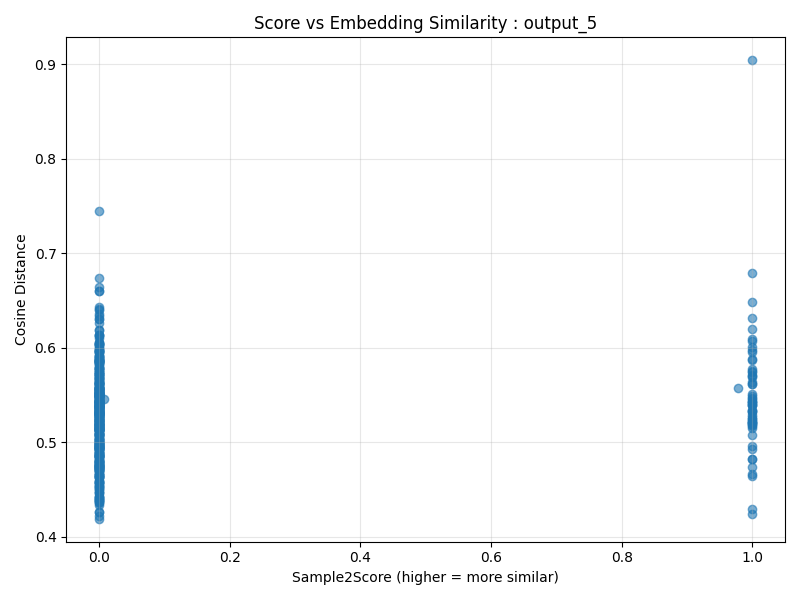 Score vs Embedding Similarity : output_5
Cosine Distance
0.9
0.8
0.7
0.6
0.5
0.4
0.0 0.2 0.4 0.6 0.8 1.0
Sample2Score (higher = more similar)